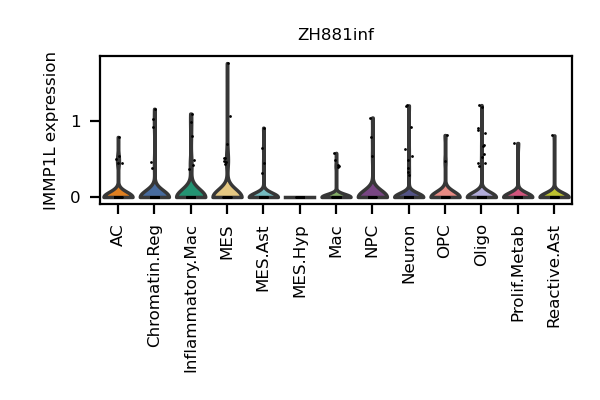 ZH881inf
IMMP1L expression
1
0
AC
Chromatin.Reg
Inflammatory.Mac
MES
MES.Ast
MES.Hyp
Mac
NPC
Neuron
OPC
Oligo
Prolif.Metab
Reactive.Ast